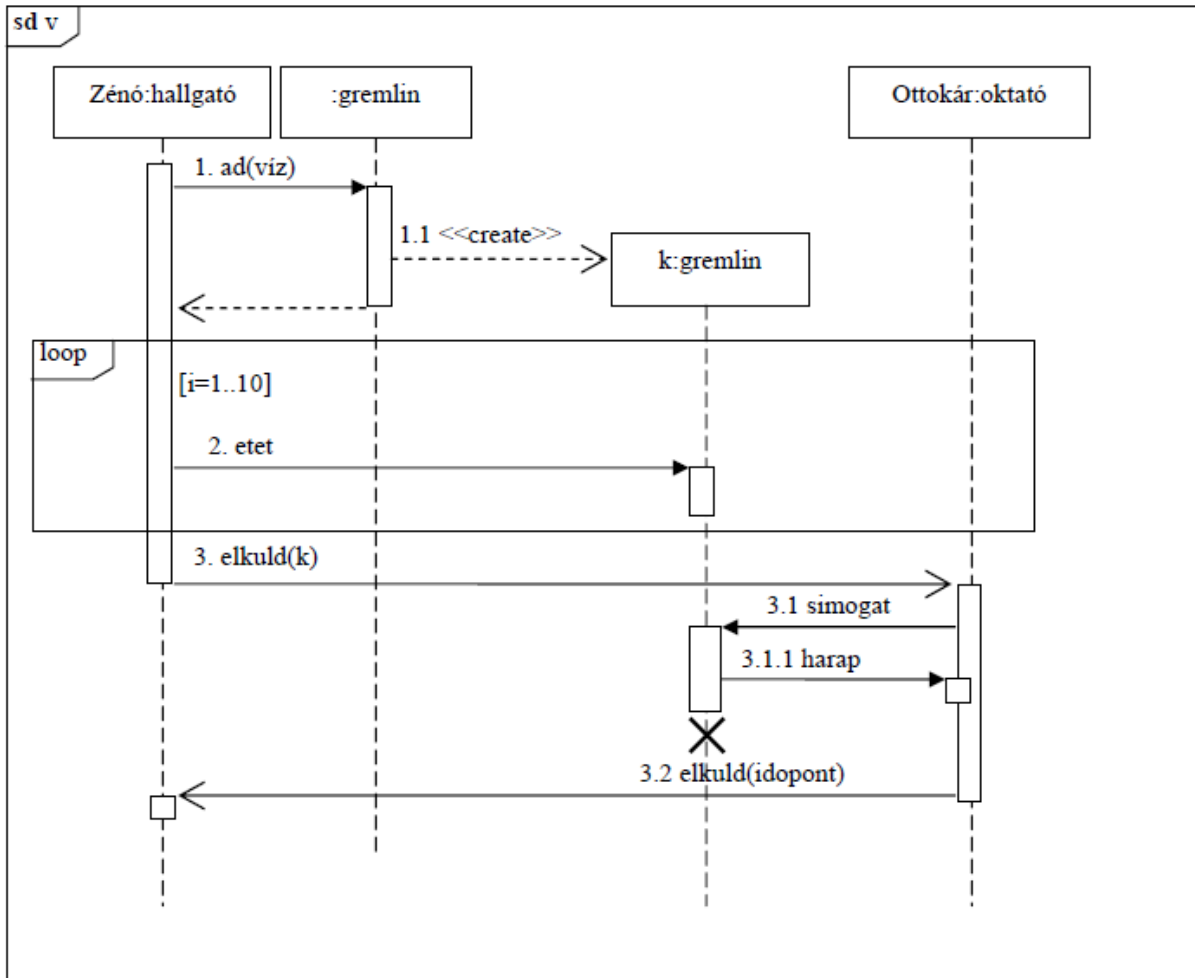 sd v
Zénó:hallgató
:gremlin
Ottokár:oktató
1. ad(víz)
1.1 <<create>>
k:gremlin
loop
[i=1..10]
2. etet
3. elkuld(k)
3.1 simogat
3.1.1 harap
3.2 elkuld(idopont)